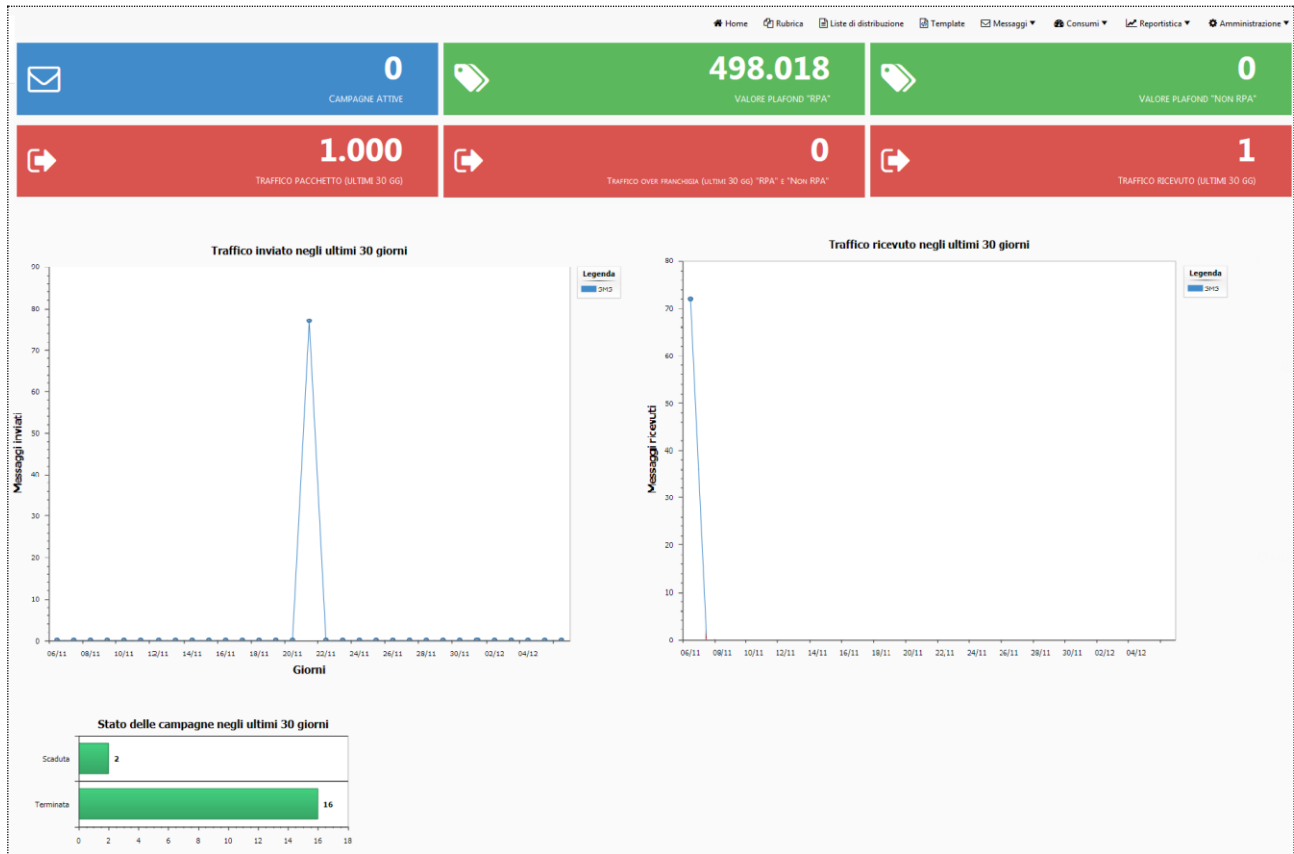 Home Rubrica Liste di distribuzione Template Messaggi Consumi Reportistica Amministrazione
0
CAMPAGNE ATTIVE
498.018
VALORE PLAFOND "RPA"
0
VALORE PLAFOND "NON RPA"
1.000
TRAFFICO PACCHETTO (ULTIMI 30 GG)
0
TRAFFICO OVER FRANCHIGIA (ULTIMI 30 GG) "RPA" E "NON RPA"
1
TRAFFICO RICEVUTO (ULTIMI 30 GG)
Traffico inviato negli ultimi 30 giorni
Legenda
SMS
Messaggi inviati
90
80
70
60
50
40
30
20
10
0
06/11 08/11 10/11 12/11 14/11 16/11 18/11 20/11 22/11 24/11 26/11 28/11 30/11 02/12 04/12
Giorni
Traffico ricevuto negli ultimi 30 giorni
Legenda
SMS
Messaggi ricevuti
80
70
60
50
40
30
20
10
0
06/11 08/11 10/11 12/11 14/11 16/11 18/11 20/11 22/11 24/11 26/11 28/11 30/11 02/12 04/12
Stato delle campagne negli ultimi 30 giorni
Scaduta 2
Terminata 16
0 2 4 6 8 10 12 14 16 18